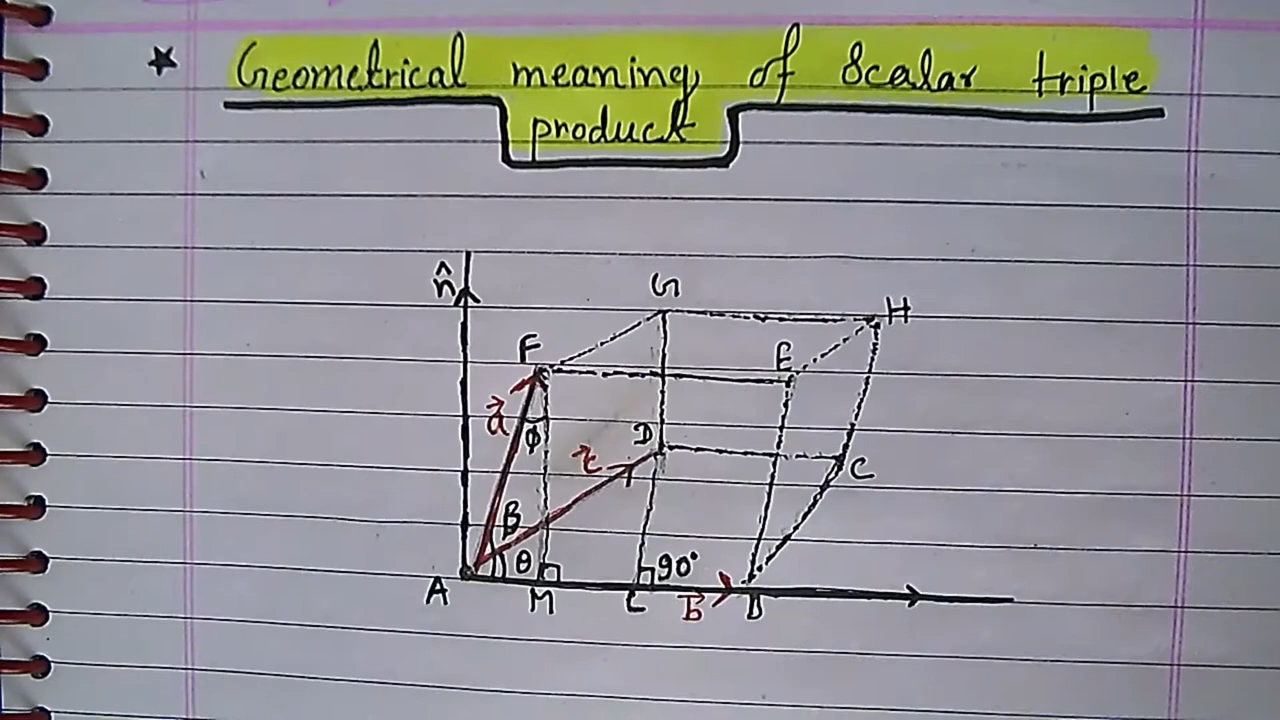 ★ Geometrical meaning of Scalar triple
product
n̂
G
H
F
E
a⃗
φ
D
c⃗
C
B
θ
90°
A
M
L
b⃗
B